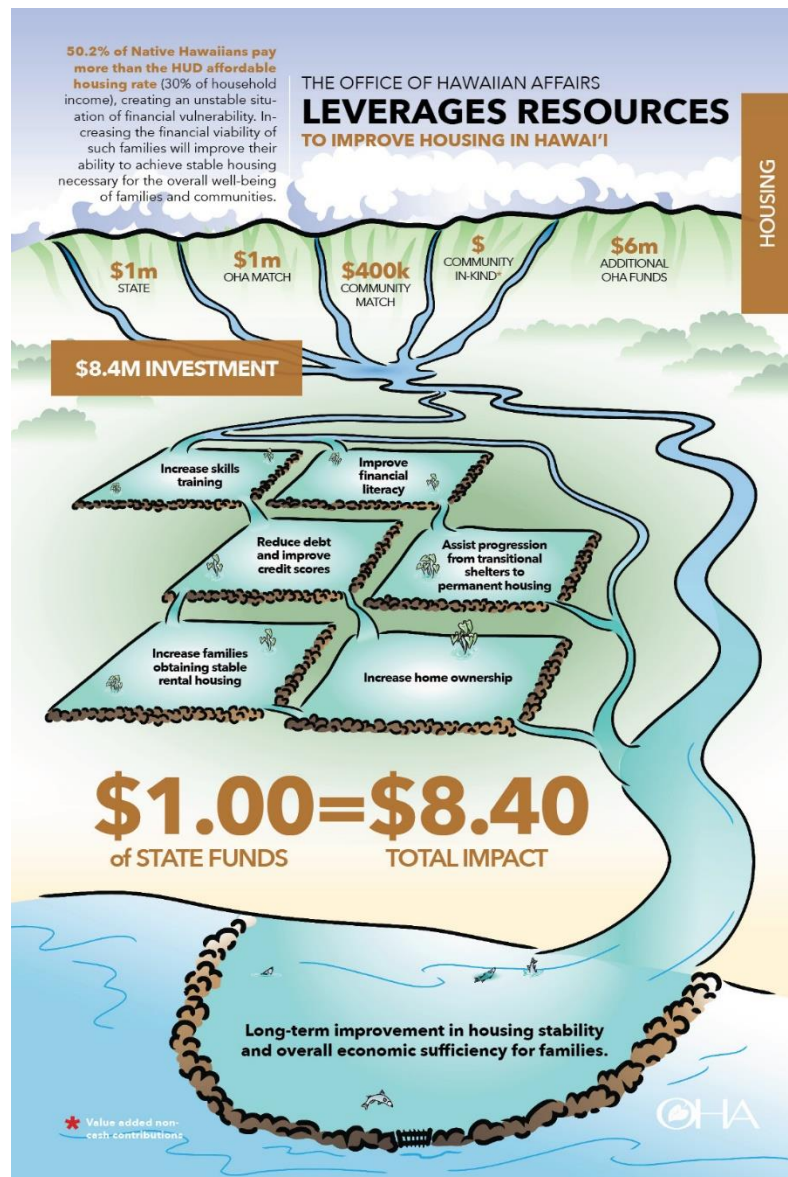 50.2% of Native Hawaiians pay
more than the HUD affordable
housing rate (30% of household
income), creating an unstable situ-
ation of financial vulnerability. In-
creasing the financial viability of
such families will improve their
ability to achieve stable housing
necessary for the overall well-being
of families and communities.
THE OFFICE OF HAWAIIAN AFFAIRS
LEVERAGES RESOURCES
TO IMPROVE HOUSING IN HAWAI'I
HOUSING
$1m
STATE
$1m
OHA MATCH
$400k
COMMUNITY
MATCH
$
COMMUNITY
IN-KIND*
$6m
ADDITIONAL
OHA FUNDS
$8.4M INVESTMENT
Increase skills
training
Improve
financial
literacy
Reduce debt
and improve
credit scores
Assist progression
from transitional
shelters to
permanent housing
Increase families
obtaining stable
rental housing
Increase home ownership
$1.00=$8.40
of STATE FUNDS
TOTAL IMPACT
Long-term improvement in housing stability
and overall economic sufficiency for families.
* Value added non-
cash contributions
OHA